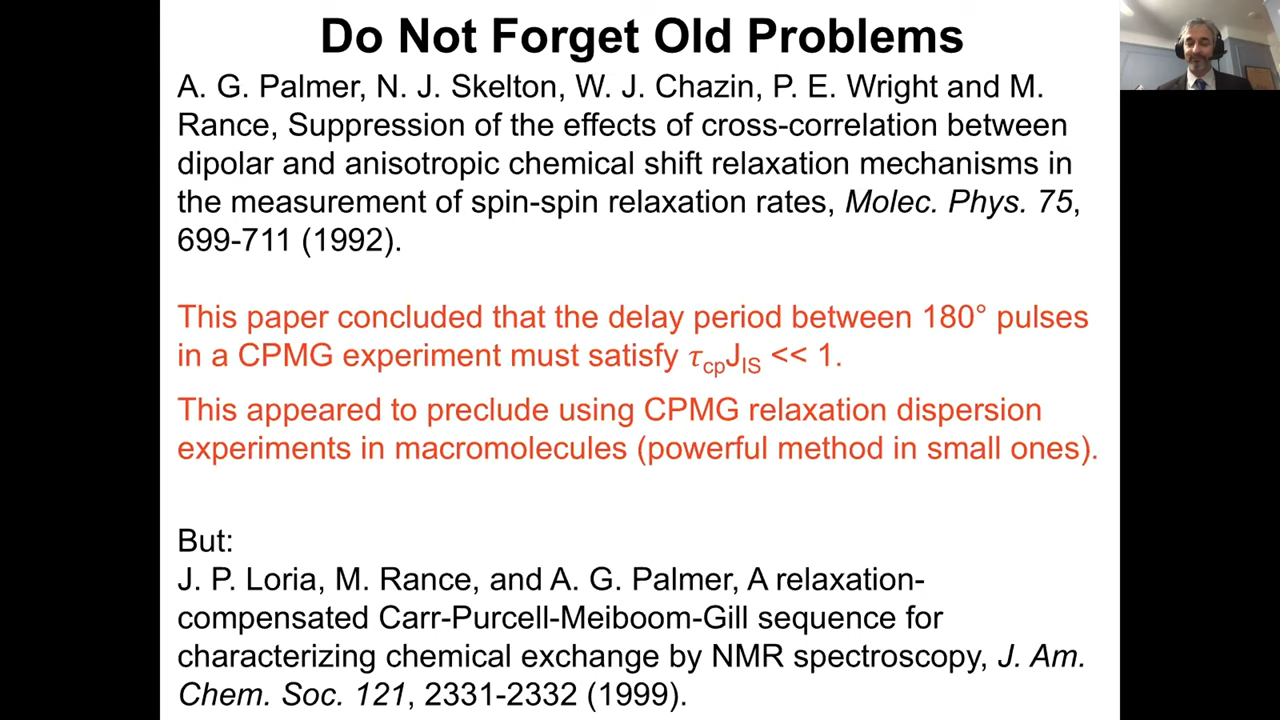 Do Not Forget Old Problems
A. G. Palmer, N. J. Skelton, W. J. Chazin, P. E. Wright and M.
Rance, Suppression of the effects of cross-correlation between
dipolar and anisotropic chemical shift relaxation mechanisms in
the measurement of spin-spin relaxation rates, Molec. Phys. 75,
699-711 (1992).
This paper concluded that the delay period between 180° pulses
in a CPMG experiment must satisfy τcpJIS << 1.
This appeared to preclude using CPMG relaxation dispersion
experiments in macromolecules (powerful method in small ones).
But:
J. P. Loria, M. Rance, and A. G. Palmer, A relaxation-
compensated Carr-Purcell-Meiboom-Gill sequence for
characterizing chemical exchange by NMR spectroscopy, J. Am.
Chem. Soc. 121, 2331-2332 (1999).